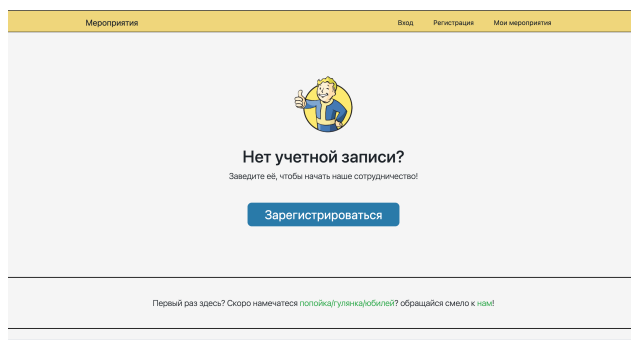 Мероприятия Вход Регистрация Мои мероприятия
Нет учетной записи?
Заведите её, чтобы начать наше сотрудничество!
Зарегистрироваться
Первый раз здесь? Скоро намечатеся попойка/гулянка/юбилей? обращайся смело к нам!